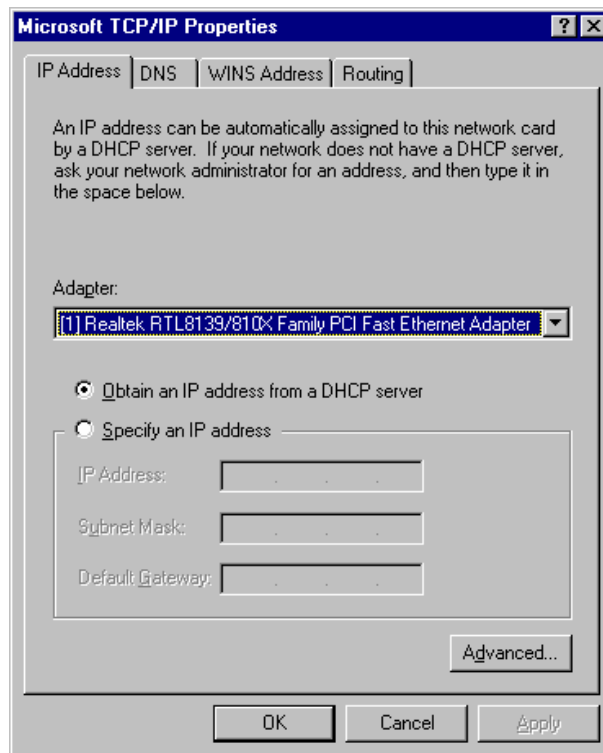 Microsoft TCP/IP Properties
IP Address
DNS
WINS Address
Routing
An IP address can be automatically assigned to this network card
by a DHCP server. If your network does not have a DHCP server,
ask your network administrator for an address, and then type it in
the space below.
Adapter:
[1] Realtek RTL8139/810X Family PCI Fast Ethernet Adapter
Obtain an IP address from a DHCP server
Specify an IP address
IP Address:
Subnet Mask:
Default Gateway:
Advanced...
OK
Cancel
Apply